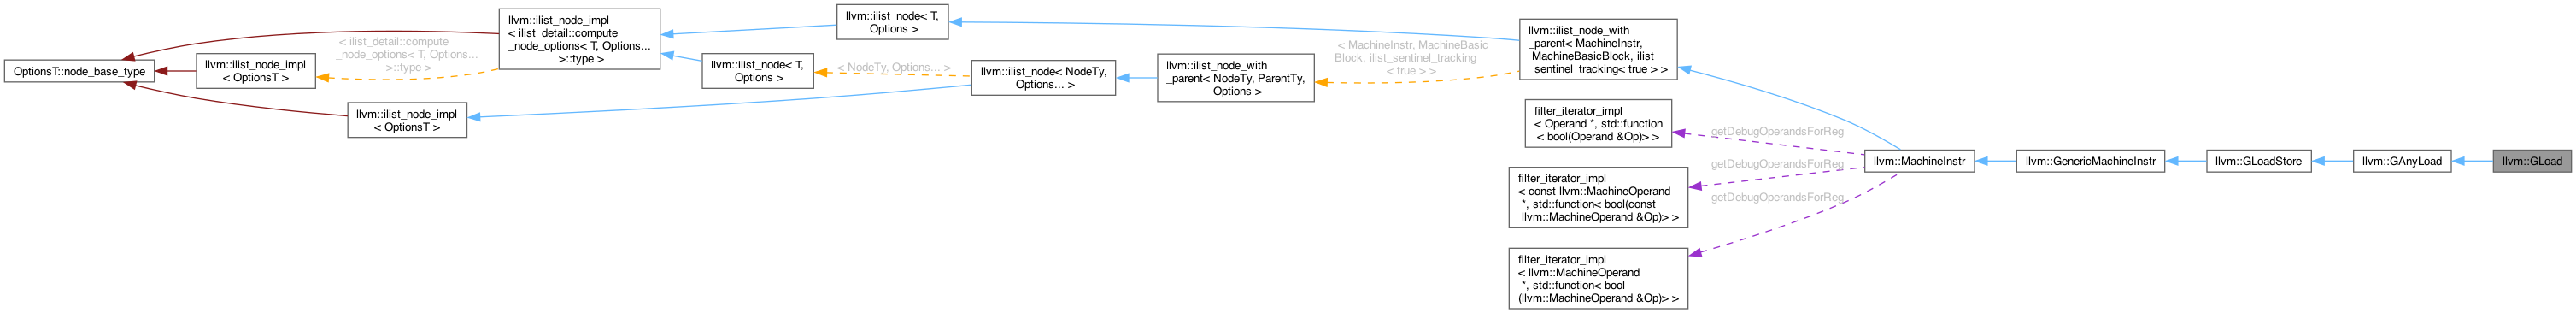 OptionsT::node_base_type
llvm::ilist_node_impl
< OptionsT >
< ilist_detail::compute
_node_options< T, Options...
>::type >
llvm::ilist_node_impl
< OptionsT >
llvm::ilist_node_impl
< ilist_detail::compute
_node_options< T, Options...
>::type >
llvm::ilist_node< T,
Options >
llvm::ilist_node< T,
Options >
< NodeTy, Options... >
llvm::ilist_node< NodeTy,
Options... >
llvm::ilist_node_with
_parent< NodeTy, ParentTy,
Options >
< MachineInstr, MachineBasic
Block, ilist_sentinel_tracking
< true > >
llvm::ilist_node_with
_parent< MachineInstr,
MachineBasicBlock, ilist
_sentinel_tracking< true > >
filter_iterator_impl
< Operand *, std::function
< bool(Operand &Op)> >
filter_iterator_impl
< const llvm::MachineOperand
*, std::function< bool(const
llvm::MachineOperand &Op)> >
filter_iterator_impl
< llvm::MachineOperand
*, std::function< bool
(llvm::MachineOperand &Op)> >
getDebugOperandsForReg
getDebugOperandsForReg
getDebugOperandsForReg
llvm::MachineInstr
llvm::GenericMachineInstr
llvm::GLoadStore
llvm::GAnyLoad
llvm::GLoad